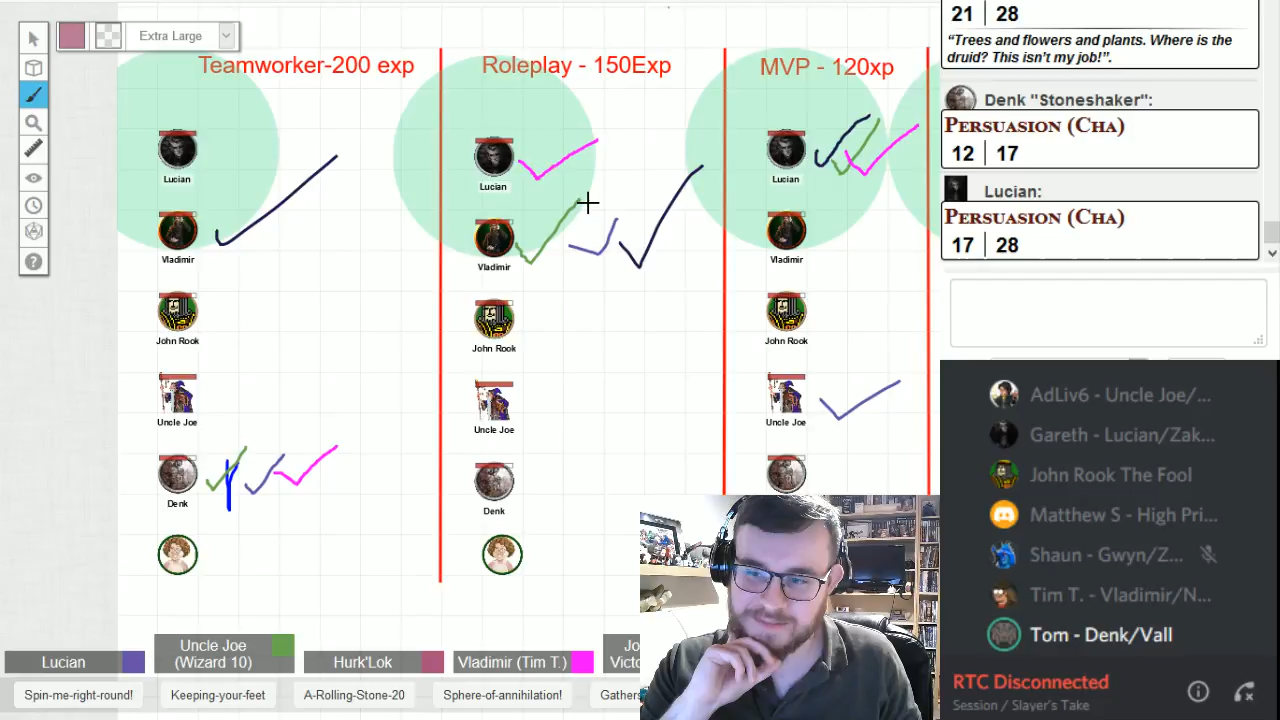 Extra Large
Teamworker-200 exp
Roleplay - 150Exp
MVP - 120xp
Lucian
Lucian
Lucian
Vladimir
Vladimir
Vladimir
John Rook
John Rook
John Rook
Uncle Joe
Uncle Joe
Uncle Joe
Denk
Denk
21 | 28
“Trees and flowers and plants. Where is the
druid? This isn't my job!”.
Denk "Stoneshaker":
Persuasion (Cha)
12 | 17
Lucian:
Persuasion (Cha)
17 | 28
AdLiv6 - Uncle Joe/...
Gareth - Lucian/Zak...
John Rook The Fool
Matthew S - High Pri...
Shaun - Gwyn/Z...
Tim T. - Vladimir/N...
Tom - Denk/Vall
RTC Disconnected
Session / Slayer's Take
Lucian
Uncle Joe
(Wizard 10)
Hurk'Lok
Vladimir (Tim T.)
Jo
Victo
Spin-me-right-round!
Keeping-your-feet
A-Rolling-Stone-20
Sphere-of-annihilation!
Gathers